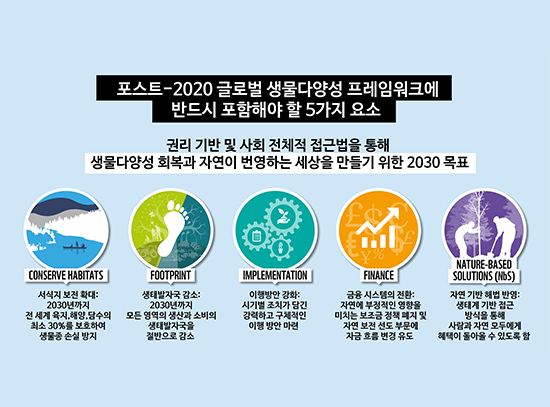 포스트-2020 글로벌 생물다양성 프레임워크에
반드시 포함해야 할 5가지 요소
권리 기반 및 사회 전체적 접근법을 통해
생물다양성 회복과 자연이 번영하는 세상을 만들기 위한 2030 목표
CONSERVE HABITATS
서식지 보전 확대:
2030년까지
전 세계 육지,해양,담수의
최소 30%를 보호하여
생물종 손실 방지
FOOTPRINT
생태발자국 감소:
2030년까지
모든 영역의 생산과 소비의
생태발자국을
절반으로 감소
IMPLEMENTATION
이행방안 강화:
시기별 조치가 담긴
강력하고 구체적인
이행 방안 마련
FINANCE
금융 시스템의 전환:
자연에 부정적인 영향을
미치는 보조금 정책 폐지 및
자연 보전 선도 부문에
자금 흐름 변경 유도
NATURE-BASED
SOLUTIONS (NbS)
자연 기반 해법 반영:
생태계 기반 접근
방식을 통해
사람과 자연 모두에게
혜택이 돌아올 수 있도록 함